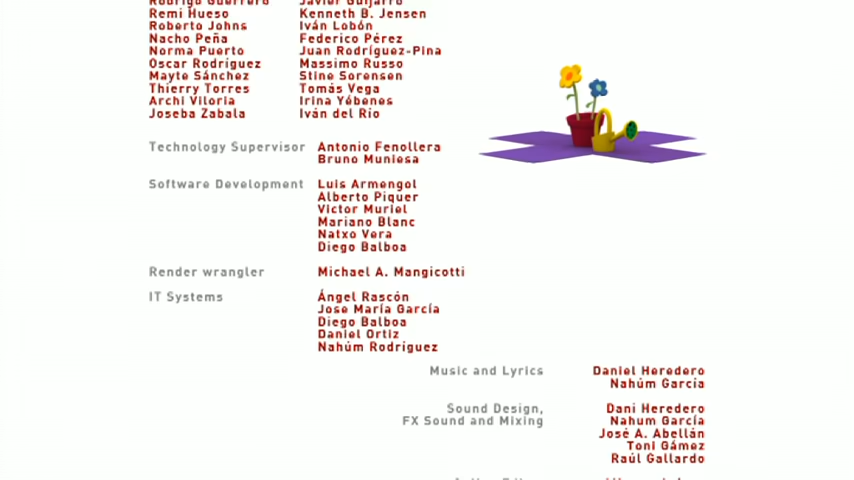 Rodrigo Guerrero Javier Guijarro
Remi Hueso Kenneth B. Jensen
Roberto Johns Iván Lobón
Nacho Peña Federico Pérez
Norma Puerto Juan Rodríguez-Pina
Oscar Rodríguez Massimo Russo
Mayte Sánchez Stine Sorensen
Thierry Torres Tomás Vega
Archi Viloria Irina Yébenes
Joseba Zabala Iván del Río
Technology Supervisor Antonio Fenollera
Bruno Muniesa
Software Development Luis Armengol
Alberto Piquer
Victor Muriel
Mariano Blanc
Natxo Vera
Diego Balboa
Render wrangler Michael A. Mangicotti
IT Systems Ángel Rascón
Jose María García
Diego Balboa
Daniel Ortiz
Nahúm Rodriguez
Music and Lyrics Daniel Heredero
Nahúm García
Sound Design, Dani Heredero
FX Sound and Mixing Nahum García
José A. Abellán
Toni Gámez
Raúl Gallardo